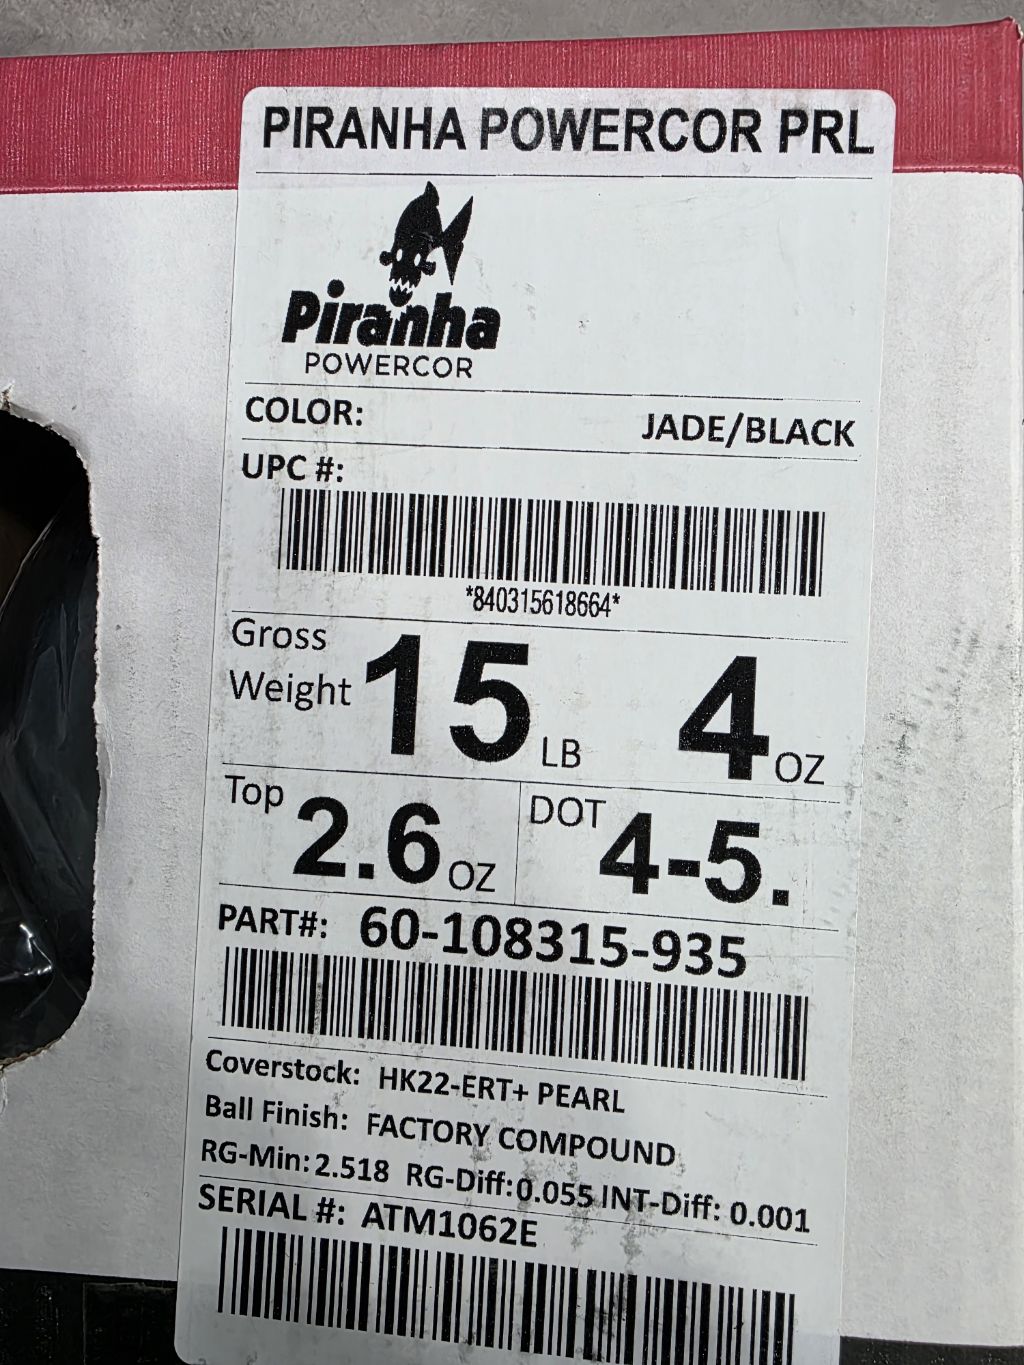 PIRANHA POWERCOR PRL
Piranha
POWERCOR
COLOR: JADE/BLACK
UPC #:
*840315618664*
Gross Weight 15 LB 4 OZ
Top 2.6 OZ DOT 4-5.
PART#: 60-108315-935
Coverstock: HK22-ERT+ PEARL
Ball Finish: FACTORY COMPOUND
RG-Min: 2.518 RG-Diff: 0.055 INT-Diff: 0.001
SERIAL #: ATM1062E